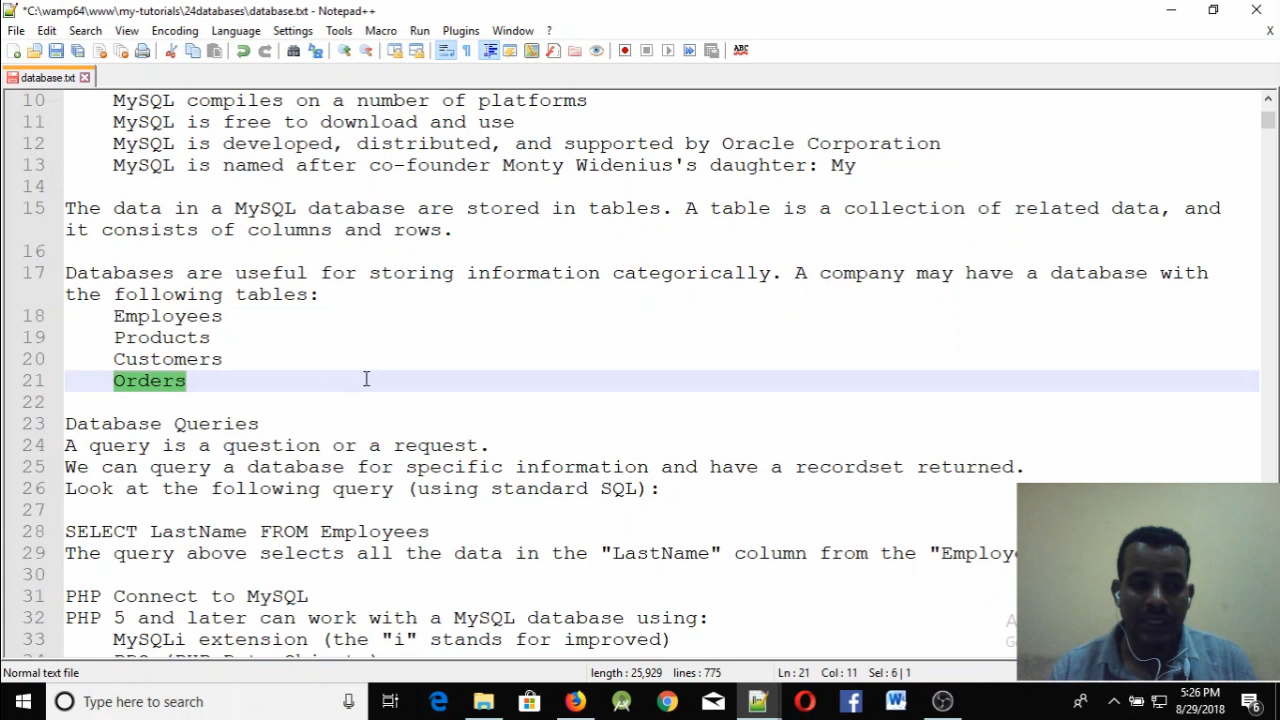 *C:\wamp64\www\my-tutorials\24databases\database.txt - Notepad++
File Edit Search View Encoding Language Settings Tools Macro Run Plugins Window ? X
ABC
database.txt
10 MySQL compiles on a number of platforms
11 MySQL is free to download and use
12 MySQL is developed, distributed, and supported by Oracle Corporation
13 MySQL is named after co-founder Monty Widenius's daughter: My
14
15 The data in a MySQL database are stored in tables. A table is a collection of related data, and
it consists of columns and rows.
16
17 Databases are useful for storing information categorically. A company may have a database with
the following tables:
18 Employees
19 Products
20 Customers
21 Orders
22
23 Database Queries
24 A query is a question or a request.
25 We can query a database for specific information and have a recordset returned.
26 Look at the following query (using standard SQL):
27
28 SELECT LastName FROM Employees
29 The query above selects all the data in the "LastName" column from the "Employe
30
31 PHP Connect to MySQL
32 PHP 5 and later can work with a MySQL database using:
33 MySQLi extension (the "i" stands for improved)
Normal text file length : 25,929 lines : 775 Ln : 21 Col : 11 Sel : 6 | 1
Type here to search
5:26 PM
8/29/2018
6